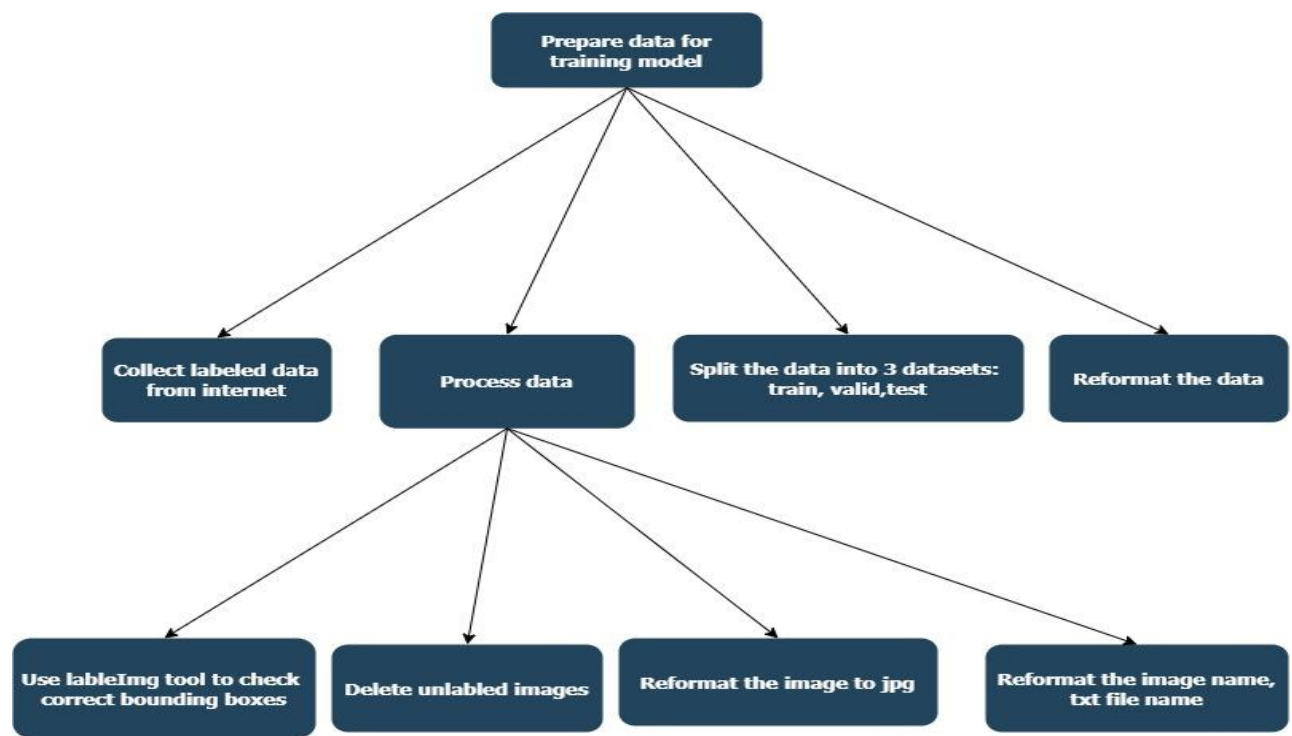 Prepare data for
training model
Collect labeled data
from internet
Process data
Split the data into 3 datasets:
train, valid,test
Reformat the data
Use lableImg tool to check
correct bounding boxes
Delete unlabled images
Reformat the image to jpg
Reformat the image name,
txt file name